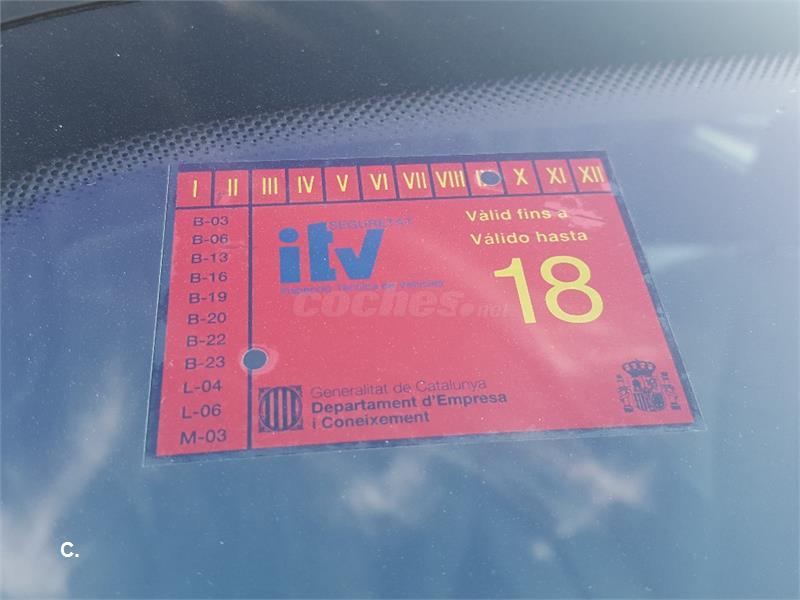 I II III IV V VI VII VIII IX X XI XII
B-03
B-06
B-13
B-16
B-19
B-20
B-22
B-23
L-04
L-06
M-03
SEGURETAT
itv
Inspecció Tècnica de Vehicles
Vàlid fins a
Válido hasta
18
coches.net
Generalitat de Catalunya
Departament d'Empresa
i Coneixement
C.